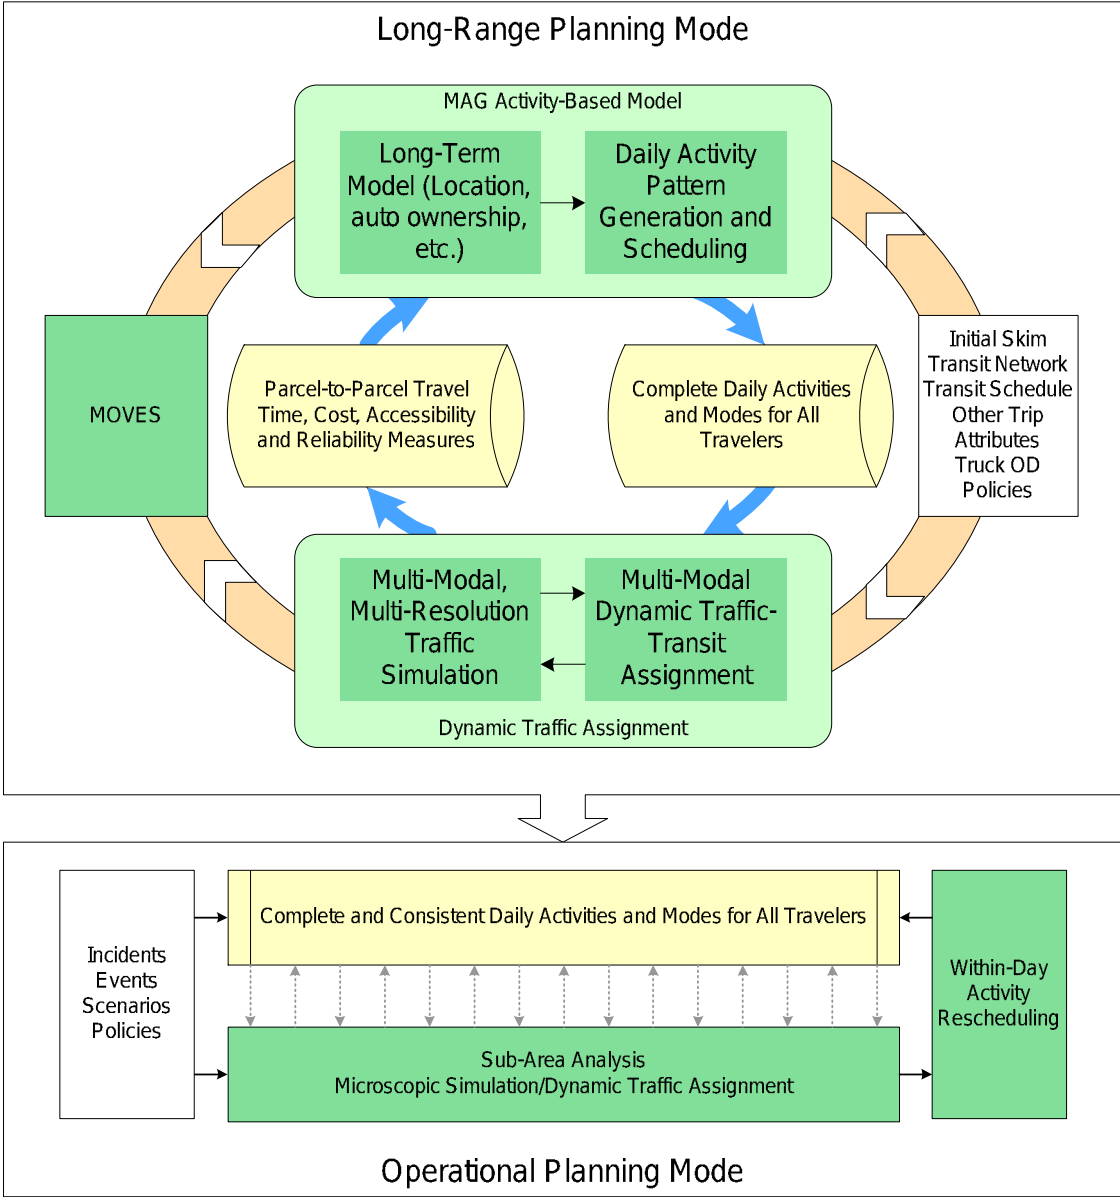 Long-Range Planning Mode
MAG Activity-Based Model
Long-Term
Model (Location,
auto ownership,
etc.)
Daily Activity
Pattern
Generation and
Scheduling
MOVES
Parcel-to-Parcel Travel
Time, Cost, Accessibility
and Reliability Measures
Complete Daily Activities
and Modes for All
Travelers
Initial Skim
Transit Network
Transit Schedule
Other Trip
Attributes
Truck OD
Policies
Multi-Modal,
Multi-Resolution
Traffic
Simulation
Multi-Modal
Dynamic Traffic-
Transit
Assignment
Dynamic Traffic Assignment
Incidents
Events
Scenarios
Policies
Complete and Consistent Daily Activities and Modes for All Travelers
Sub-Area Analysis
Microscopic Simulation/Dynamic Traffic Assignment
Within-Day
Activity
Rescheduling
Operational Planning Mode